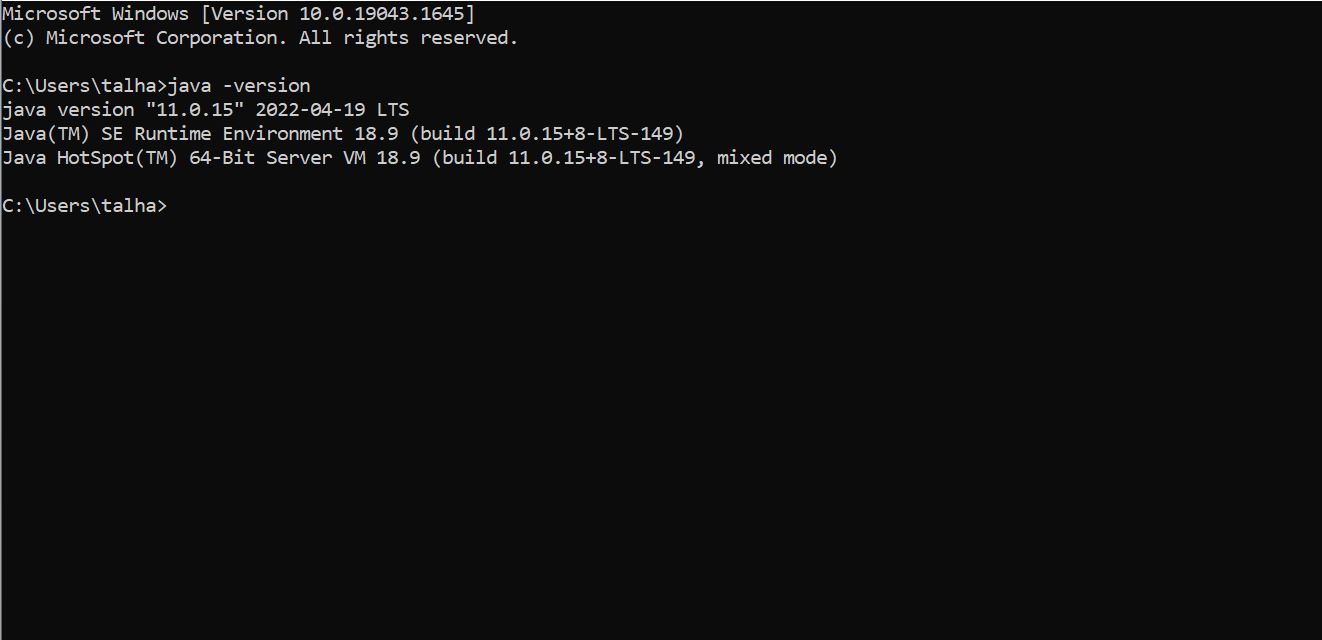 Microsoft Windows [Version 10.0.19043.1645]
(c) Microsoft Corporation. All rights reserved.
C:\Users\talha>java -version
java version "11.0.15" 2022-04-19 LTS
Java(TM) SE Runtime Environment 18.9 (build 11.0.15+8-LTS-149)
Java HotSpot(TM) 64-Bit Server VM 18.9 (build 11.0.15+8-LTS-149, mixed mode)
C:\Users\talha>